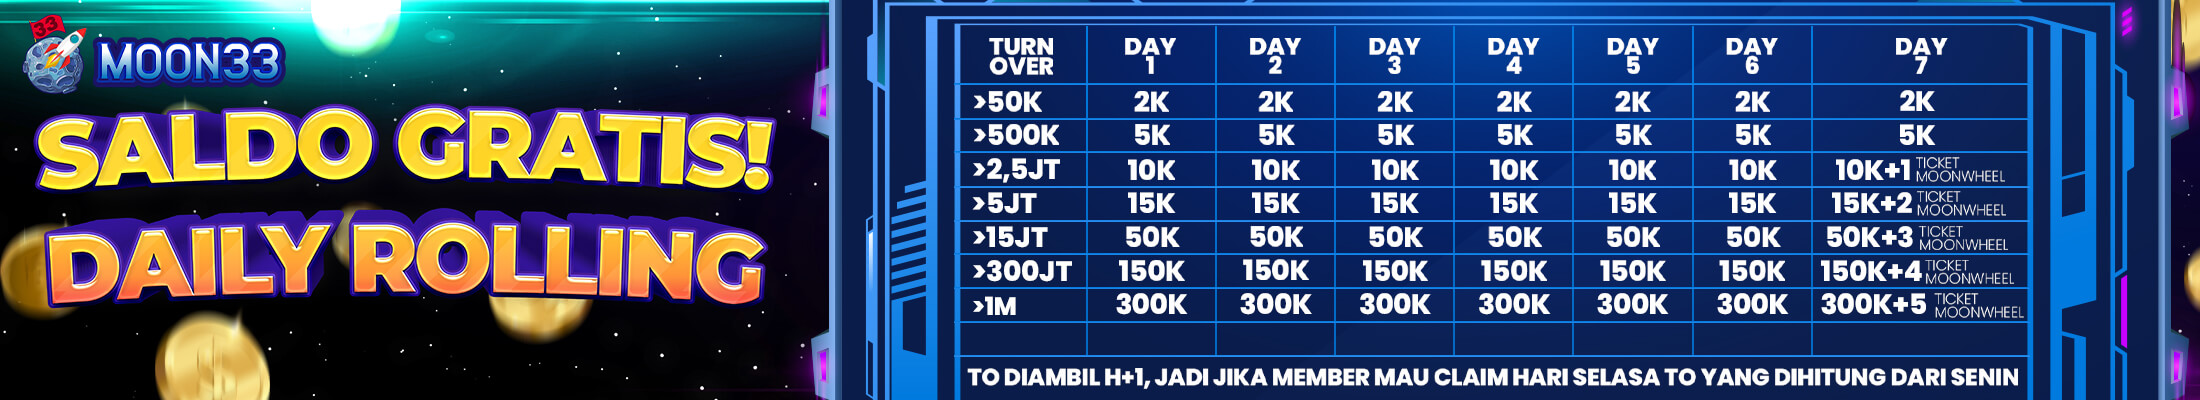 33
MOON33
SALDO GRATIS!
DAILY ROLLING
TURN OVER DAY 1 DAY 2 DAY 3 DAY 4 DAY 5 DAY 6 DAY 7
>50K 2K 2K 2K 2K 2K 2K 2K
>500K 5K 5K 5K 5K 5K 5K 5K
>2,5JT 10K 10K 10K 10K 10K 10K 10K+1 TICKET MOONWHEEL
>5JT 15K 15K 15K 15K 15K 15K 15K+2 TICKET MOONWHEEL
>15JT 50K 50K 50K 50K 50K 50K 50K+3 TICKET MOONWHEEL
>300JT 150K 150K 150K 150K 150K 150K 150K+4 TICKET MOONWHEEL
>1M 300K 300K 300K 300K 300K 300K 300K+5 TICKET MOONWHEEL
TO DIAMBIL H+1, JADI JIKA MEMBER MAU CLAIM HARI SELASA TO YANG DIHITUNG DARI SENIN